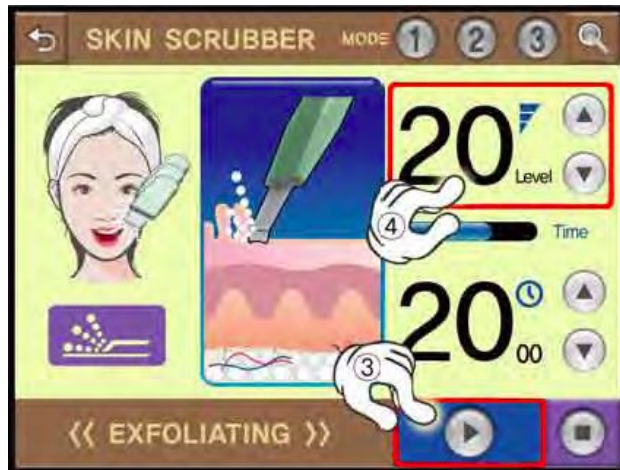 SKIN SCRUBBER MODE 1 2 3
20 Level
④
Time
20 00
③
<< EXFOLIATING >>